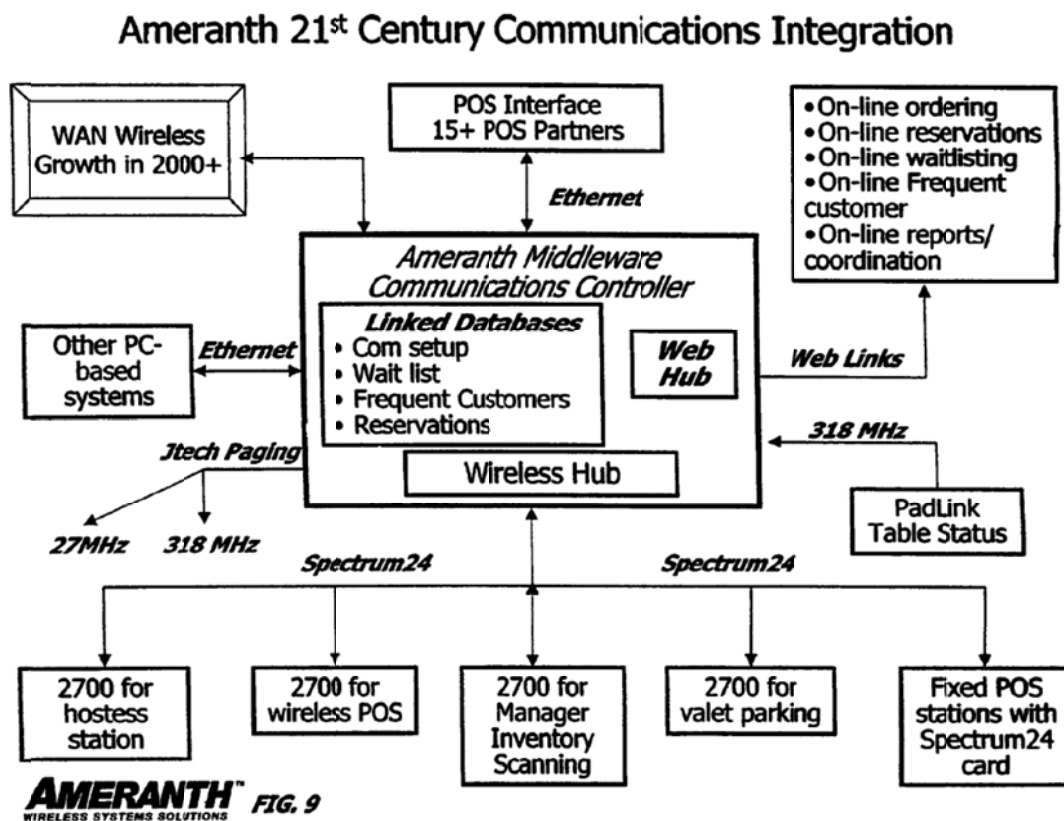 Ameranth 21st Century Communications Integration
WAN Wireless
Growth in 2000+
POS Interface
15+ POS Partners
•On-line ordering
•On-line reservations
•On-line waitlisting
•On-line Frequent
customer
•On-line reports/
coordination
Ethernet
Ameranth Middleware
Communications Controller
Linked Databases
• Com setup
• Wait list
• Frequent Customers
• Reservations
Web
Hub
Wireless Hub
Other PC-
based
systems
Ethernet
Web Links
Jtech Paging
27MHz
318 MHz
318 MHz
PadLink
Table Status
Spectrum24
Spectrum24
2700 for
hostess
station
2700 for
wireless POS
2700 for
Manager
Inventory
Scanning
2700 for
valet parking
Fixed POS
stations with
Spectrum24
card
AMERANTH™
WIRELESS SYSTEMS SOLUTIONS
FIG. 9